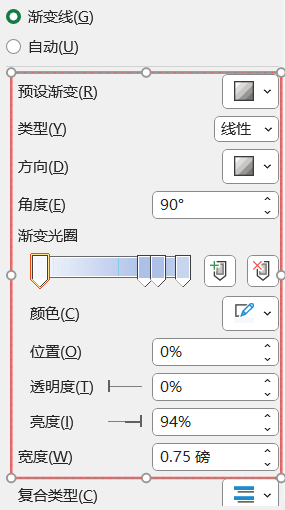 渐变线(G)
自动(U)
预设渐变(R)
类型(Y) 线性
方向(D)
角度(E) 90°
渐变光圈
颜色(C)
位置(O) 0%
透明度(T) 0%
亮度(I) 94%
宽度(W) 0.75 磅
复合类型(C)